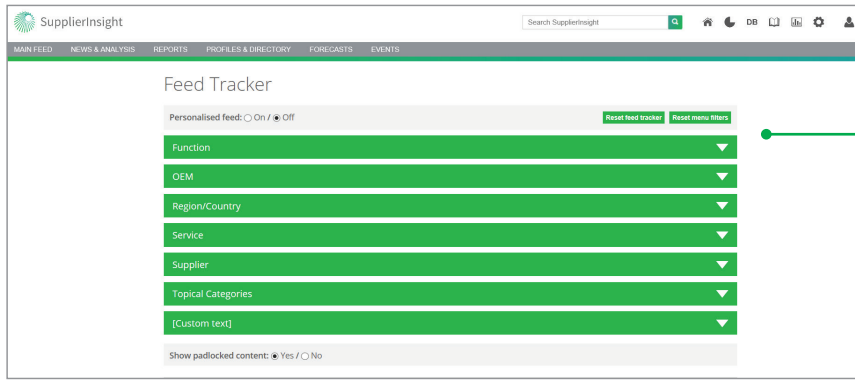 SupplierInsight
Search SupplierInsight
DB
MAIN FEED NEWS & ANALYSIS REPORTS PROFILES & DIRECTORY FORECASTS EVENTS
Feed Tracker
Personalised feed: On / Off
Reset feed tracker Reset menu filters
Function
OEM
Region/Country
Service
Supplier
Topical Categories
[Custom text]
Show padlocked content: Yes / No